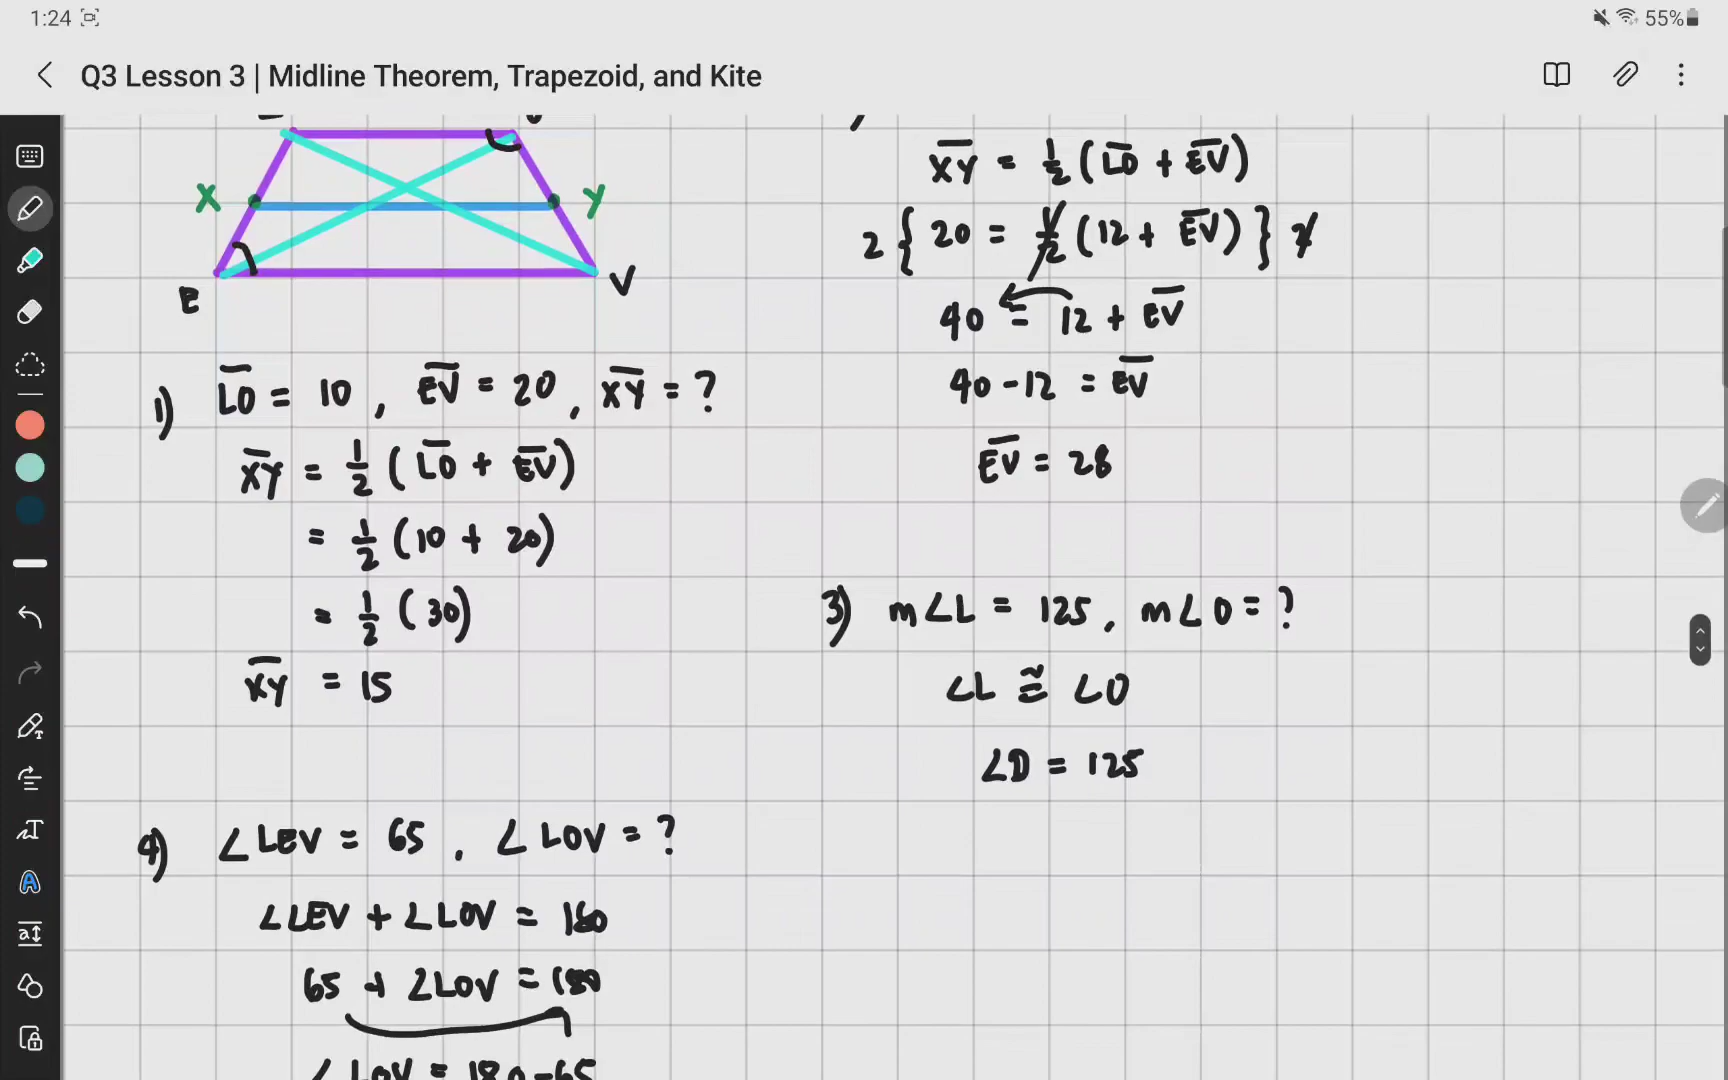 1:24
55%
Q3 Lesson 3 | Midline Theorem, Trapezoid, and Kite
X
Y
E
V
1) LO = 10, EV = 20, XY = ?
XY = 1/2 (LO + EV)
= 1/2 (10 + 20)
= 1/2 (30)
XY = 15
4) ∠LEV = 65, ∠LOV = ?
∠LEV + ∠LOV = 180
65 + ∠LOV = 180
∠LOV = 180-65
XY = 1/2 (LO + EV)
2 { 20 = 1/2 (12 + EV) } 2
40 = 12 + EV
40 - 12 = EV
EV = 28
3) m∠L = 125, m∠O = ?
∠L ≅ ∠O
∠O = 125